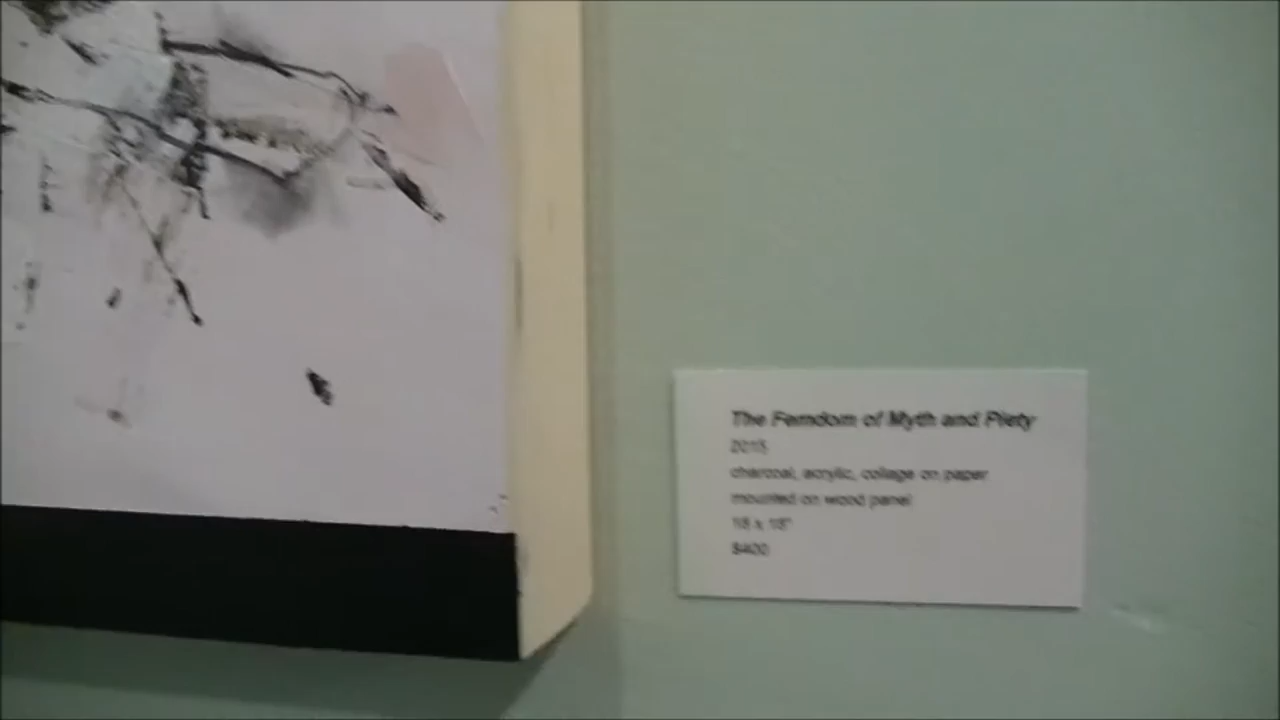 The Femdom of Myth and Piety
2015
charcoal, acrylic, collage on paper
mounted on wood panel
18 x 18"
$400